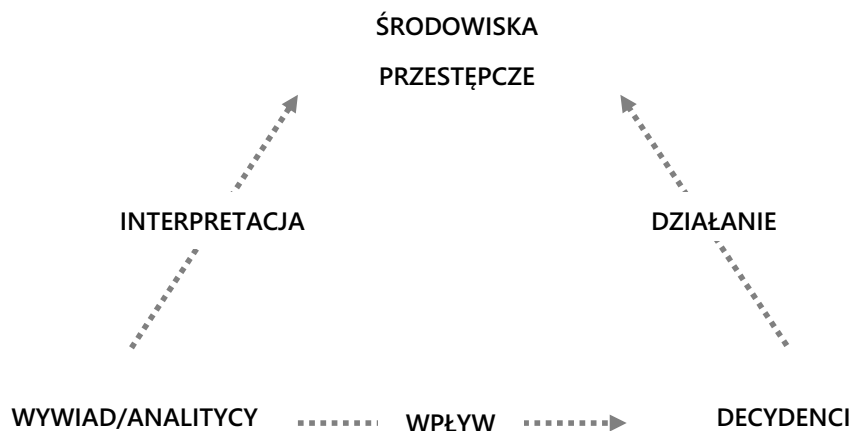 ŚRODOWISKA
PRZESTĘPCZE
INTERPRETACJA
DZIAŁANIE
WYWIAD/ANALITYCY
WPŁYW
DECYDENCI